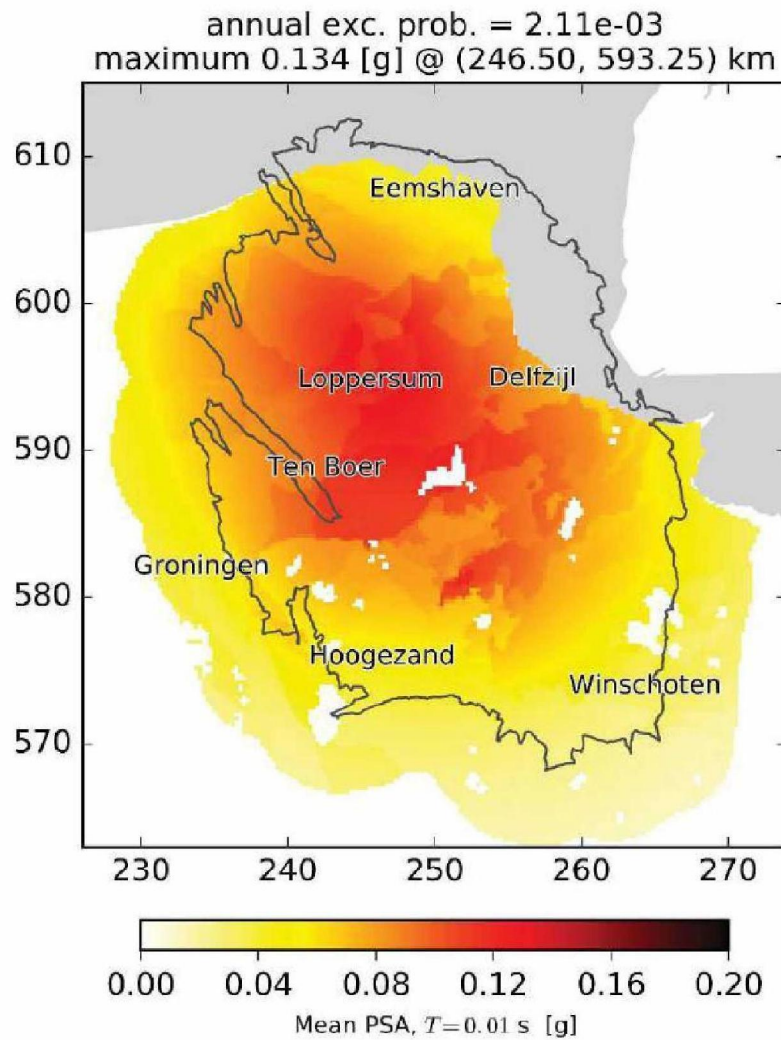 annual exc. prob. = 2.11e-03
maximum 0.134 [g] @ (246.50, 593.25) km
610
Eemshaven
600
Loppersum Delfzijl
590
Ten Boer
Groningen
580
Hoogezand
Winschoten
570
230 240 250 260 270
0.00 0.04 0.08 0.12 0.16 0.20
Mean PSA, T=0.01 s [g]